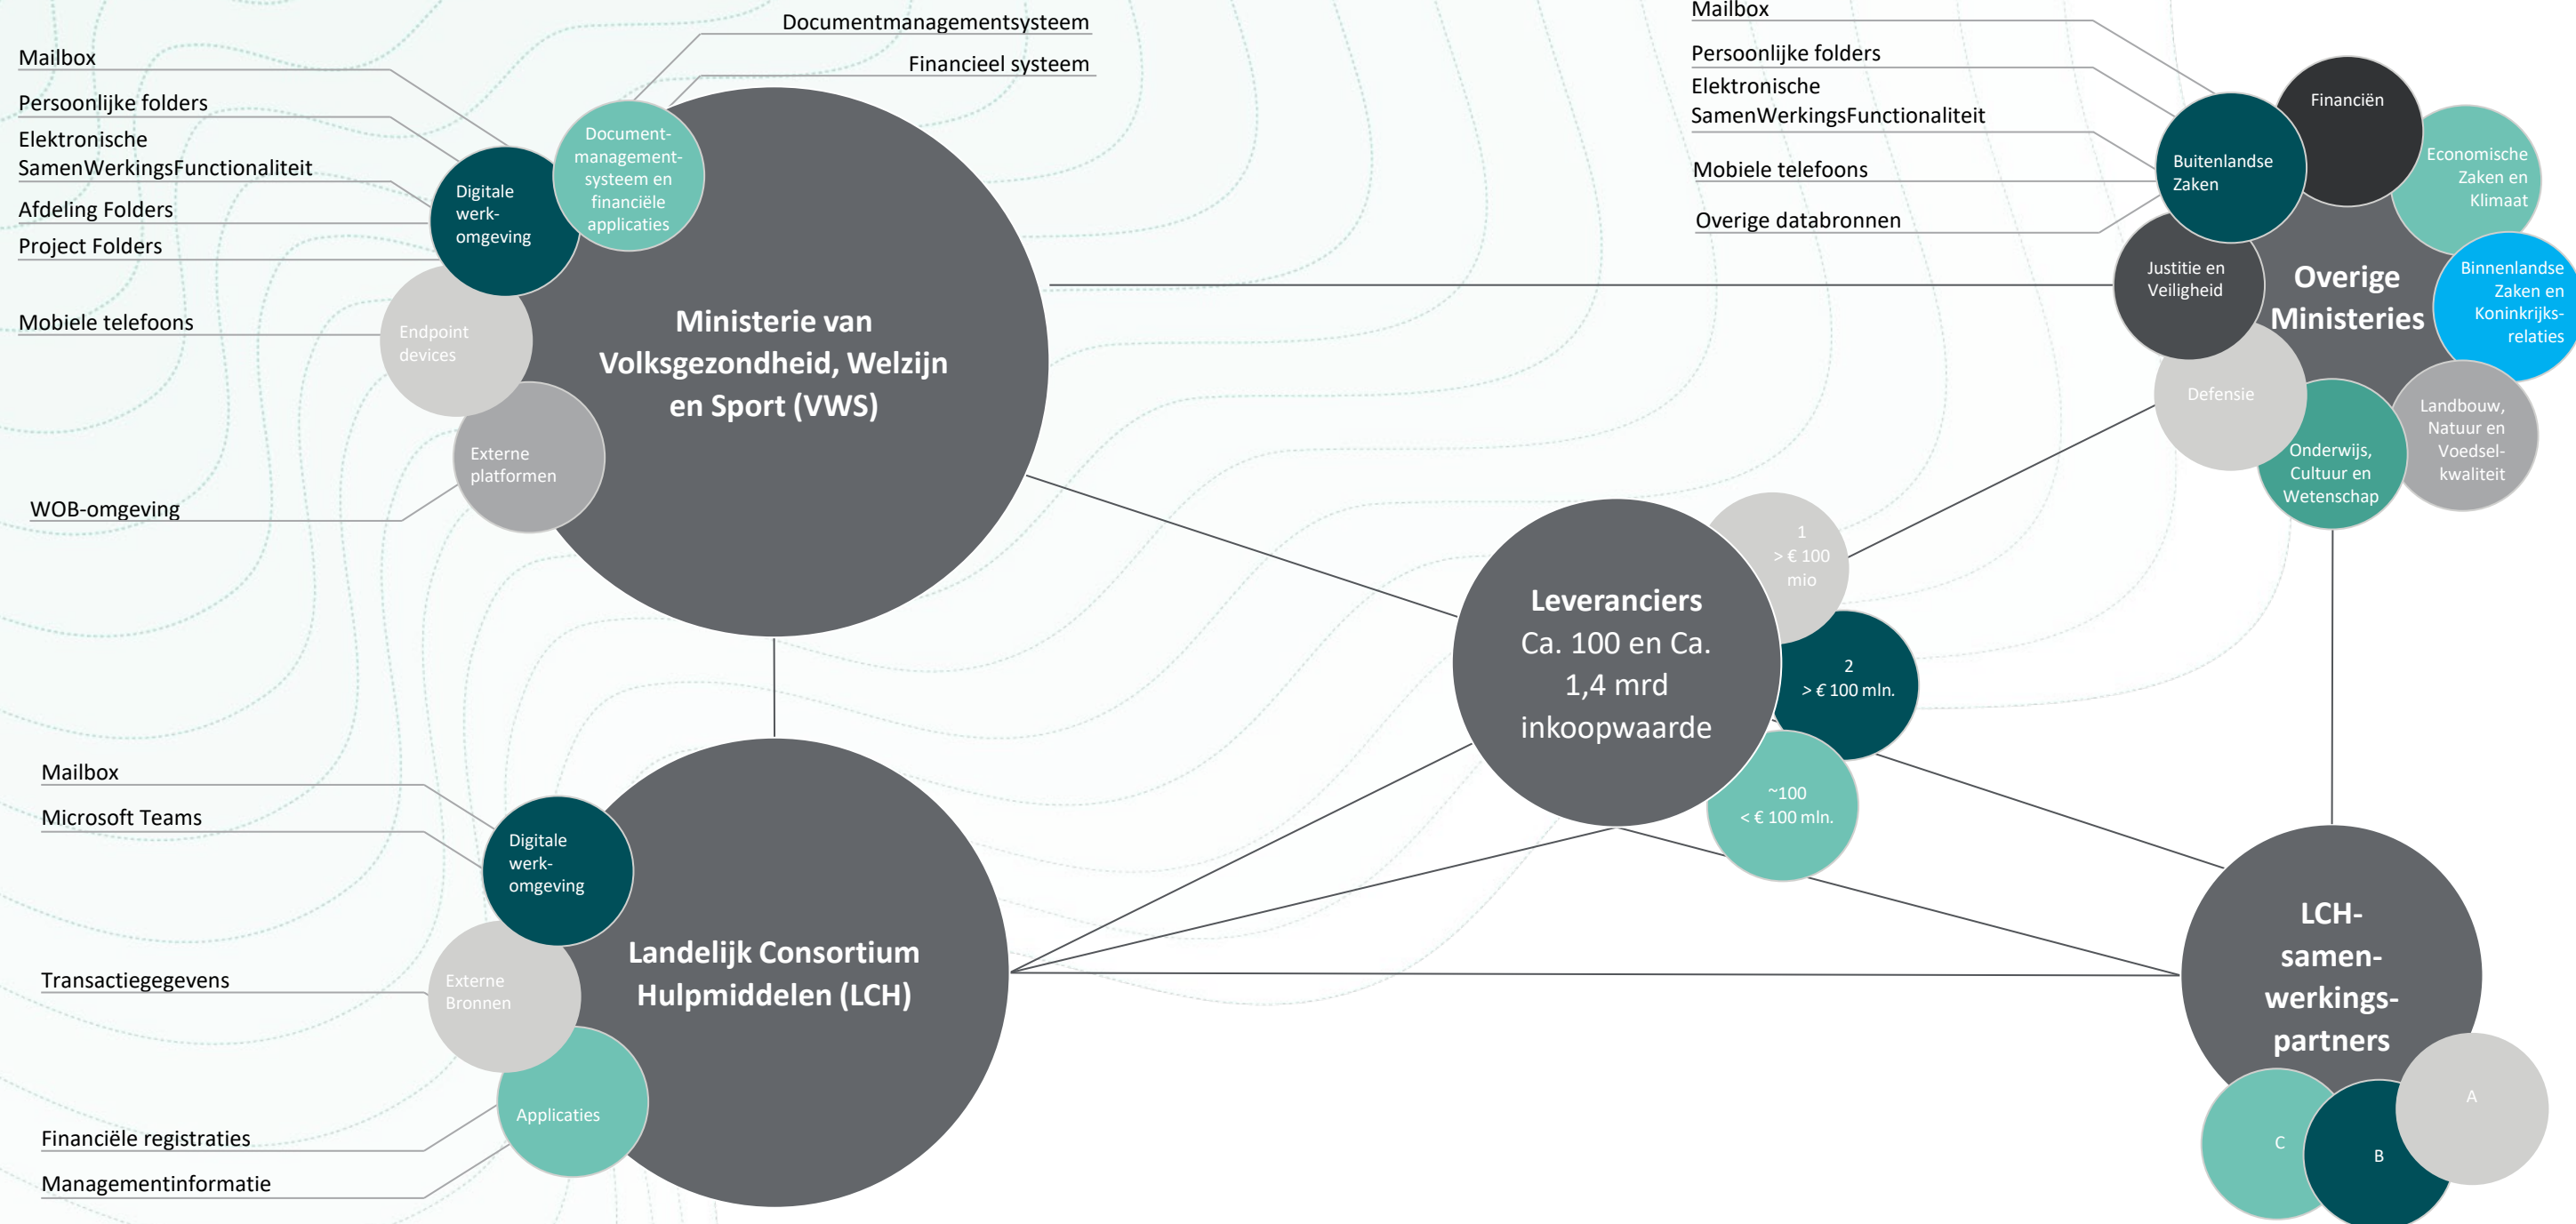 Documentmanagementsysteem
Financieel systeem
Mailbox
Persoonlijke folders
Elektronische
SamenWerkingsFunctionaliteit
Afdeling Folders
Project Folders
Mobiele telefoons
WOB-omgeving
Document-
management-
systeem en
financiële
applicaties
Digitale
werk-
omgeving
Endpoint
devices
Externe
platformen
Ministerie van
Volksgezondheid, Welzijn
en Sport (VWS)
Mailbox
Persoonlijke folders
Elektronische
SamenWerkingsFunctionaliteit
Mobiele telefoons
Overige databronnen
Financiën
Buitenlandse
Zaken
Economische
Zaken en
Klimaat
Justitie en
Veiligheid
Overige
Ministeries
Binnenlandse
Zaken en
Koninkrijks-
relaties
Defensie
Landbouw,
Natuur en
Voedsel-
kwaliteit
Onderwijs,
Cultuur en
Wetenschap
Leveranciers
Ca. 100 en Ca.
1,4 mrd
inkoopwaarde
1
> € 100
mio
2
> € 100 mln.
~100
< € 100 mln.
Mailbox
Microsoft Teams
Transactiegegevens
Financiële registraties
Managementinformatie
Digitale
werk-
omgeving
Externe
Bronnen
Applicaties
Landelijk Consortium
Hulpmiddelen (LCH)
LCH-
samen-
werkings-
partners
A
B
C